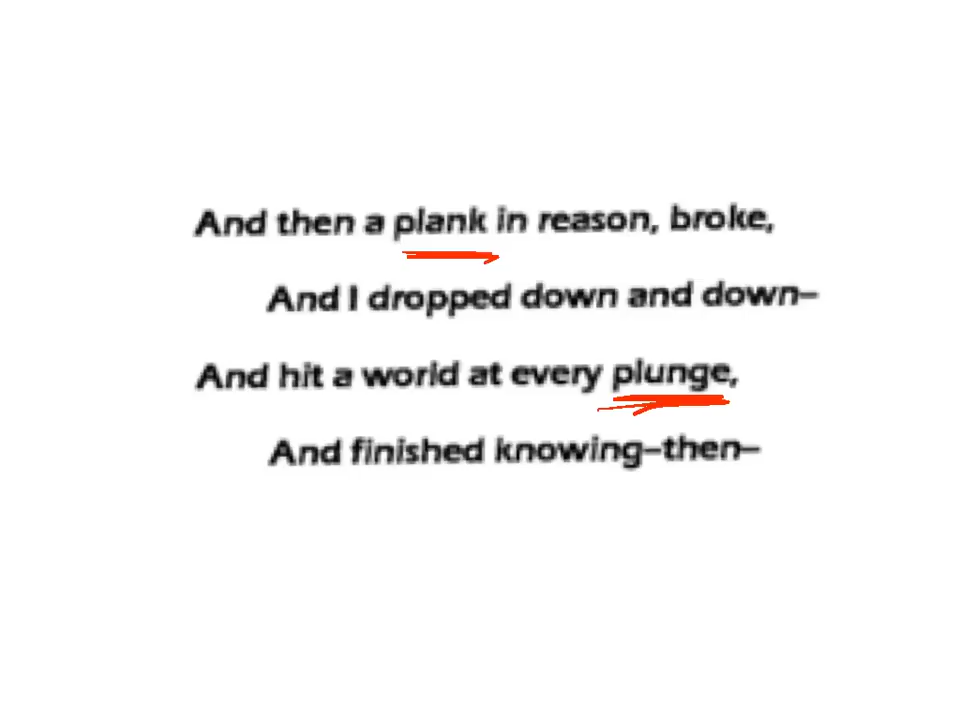 And then a plank in reason, broke,
And I dropped down and down–
And hit a world at every plunge,
And finished knowing–then–